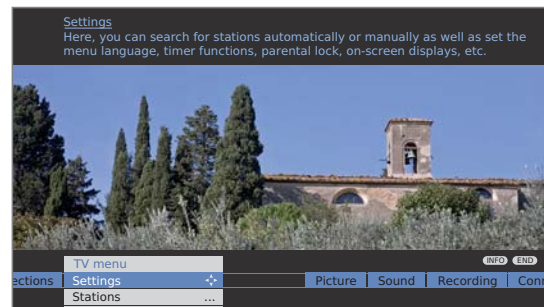 Settings
Here, you can search for stations automatically or manually as well as set the
menu language, timer functions, parental lock, on-screen displays, etc.
INFO END
TV menu
ections Settings Picture Sound Recording Conn
Stations ...